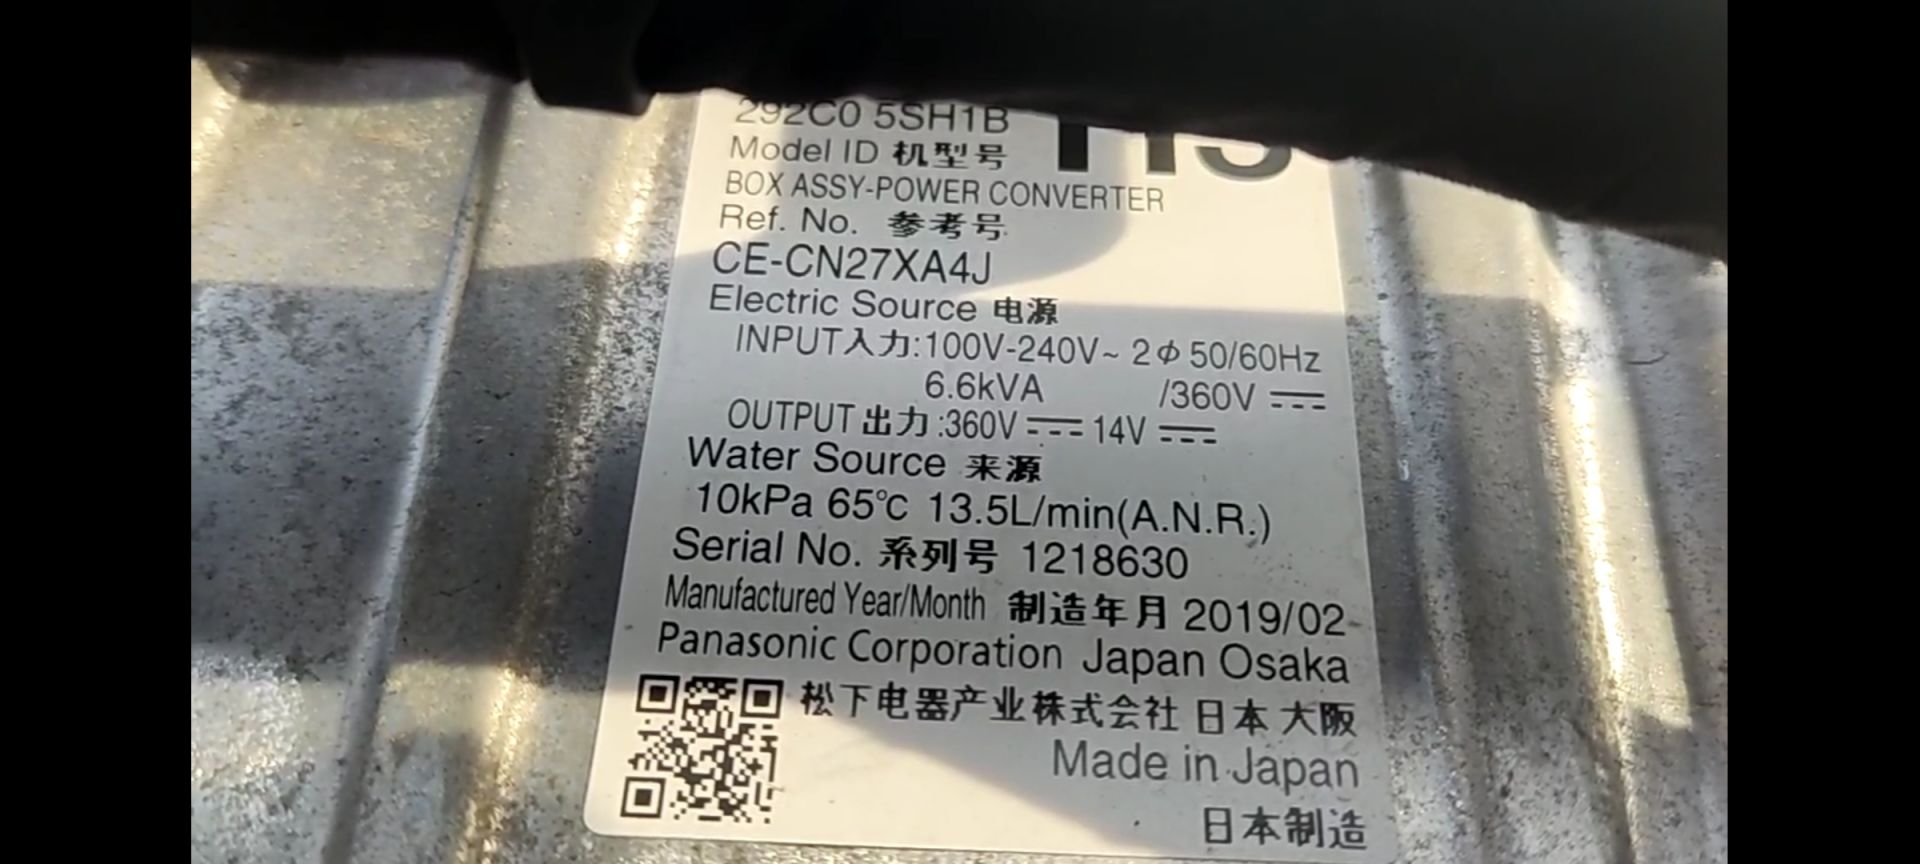 292C0 5SH1B
Model ID 机型号
BOX ASSY-POWER CONVERTER
Ref. No. 参考号
CE-CN27XA4J
Electric Source 电源
INPUT入力:100V-240V~ 2φ 50/60Hz
6.6kVA /360V ⎓
OUTPUT 出力:360V ⎓ 14V ⎓
Water Source 来源
10kPa 65℃ 13.5L/min(A.N.R.)
Serial No. 系列号 1218630
Manufactured Year/Month 制造年月 2019/02
Panasonic Corporation Japan Osaka
松下电器产业株式会社 日本 大阪
Made in Japan
日本制造